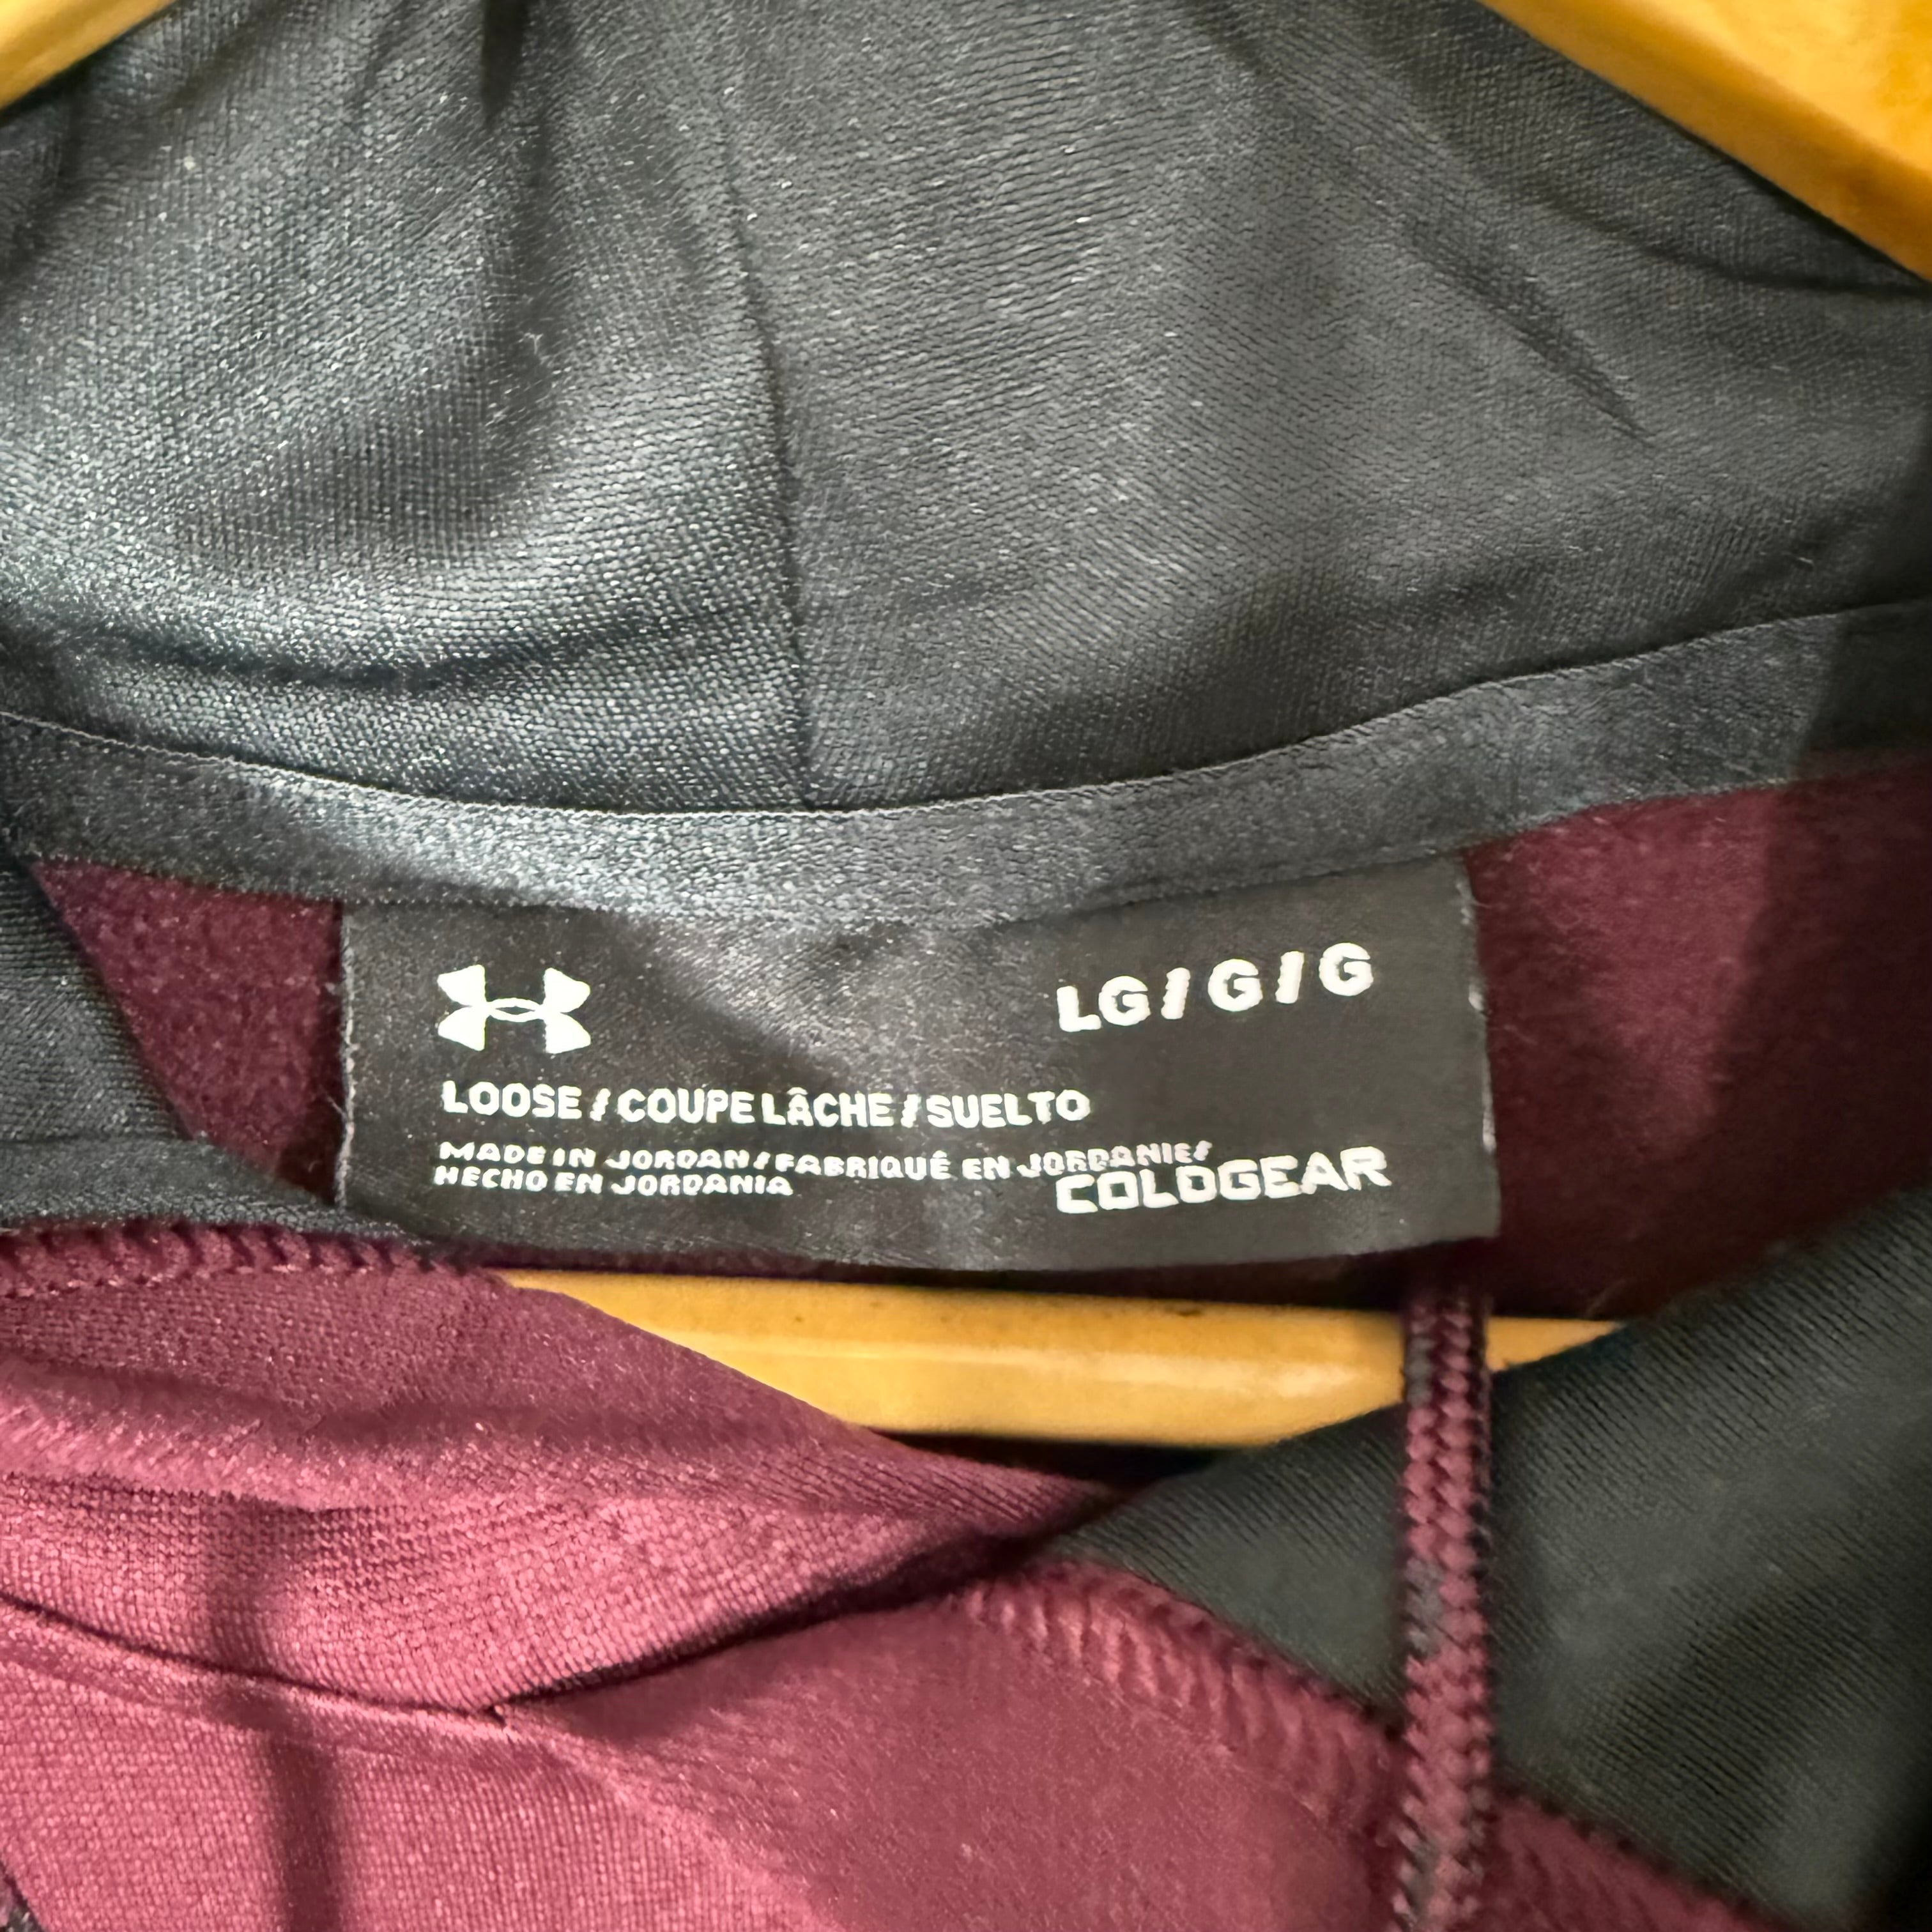 LG / G / G
LOOSE / COUPE LÂCHE / SUELTO
MADE IN JORDAN / FABRIQUÉ EN JORDANIE/
HECHO EN JORDANIA
COLDGEAR